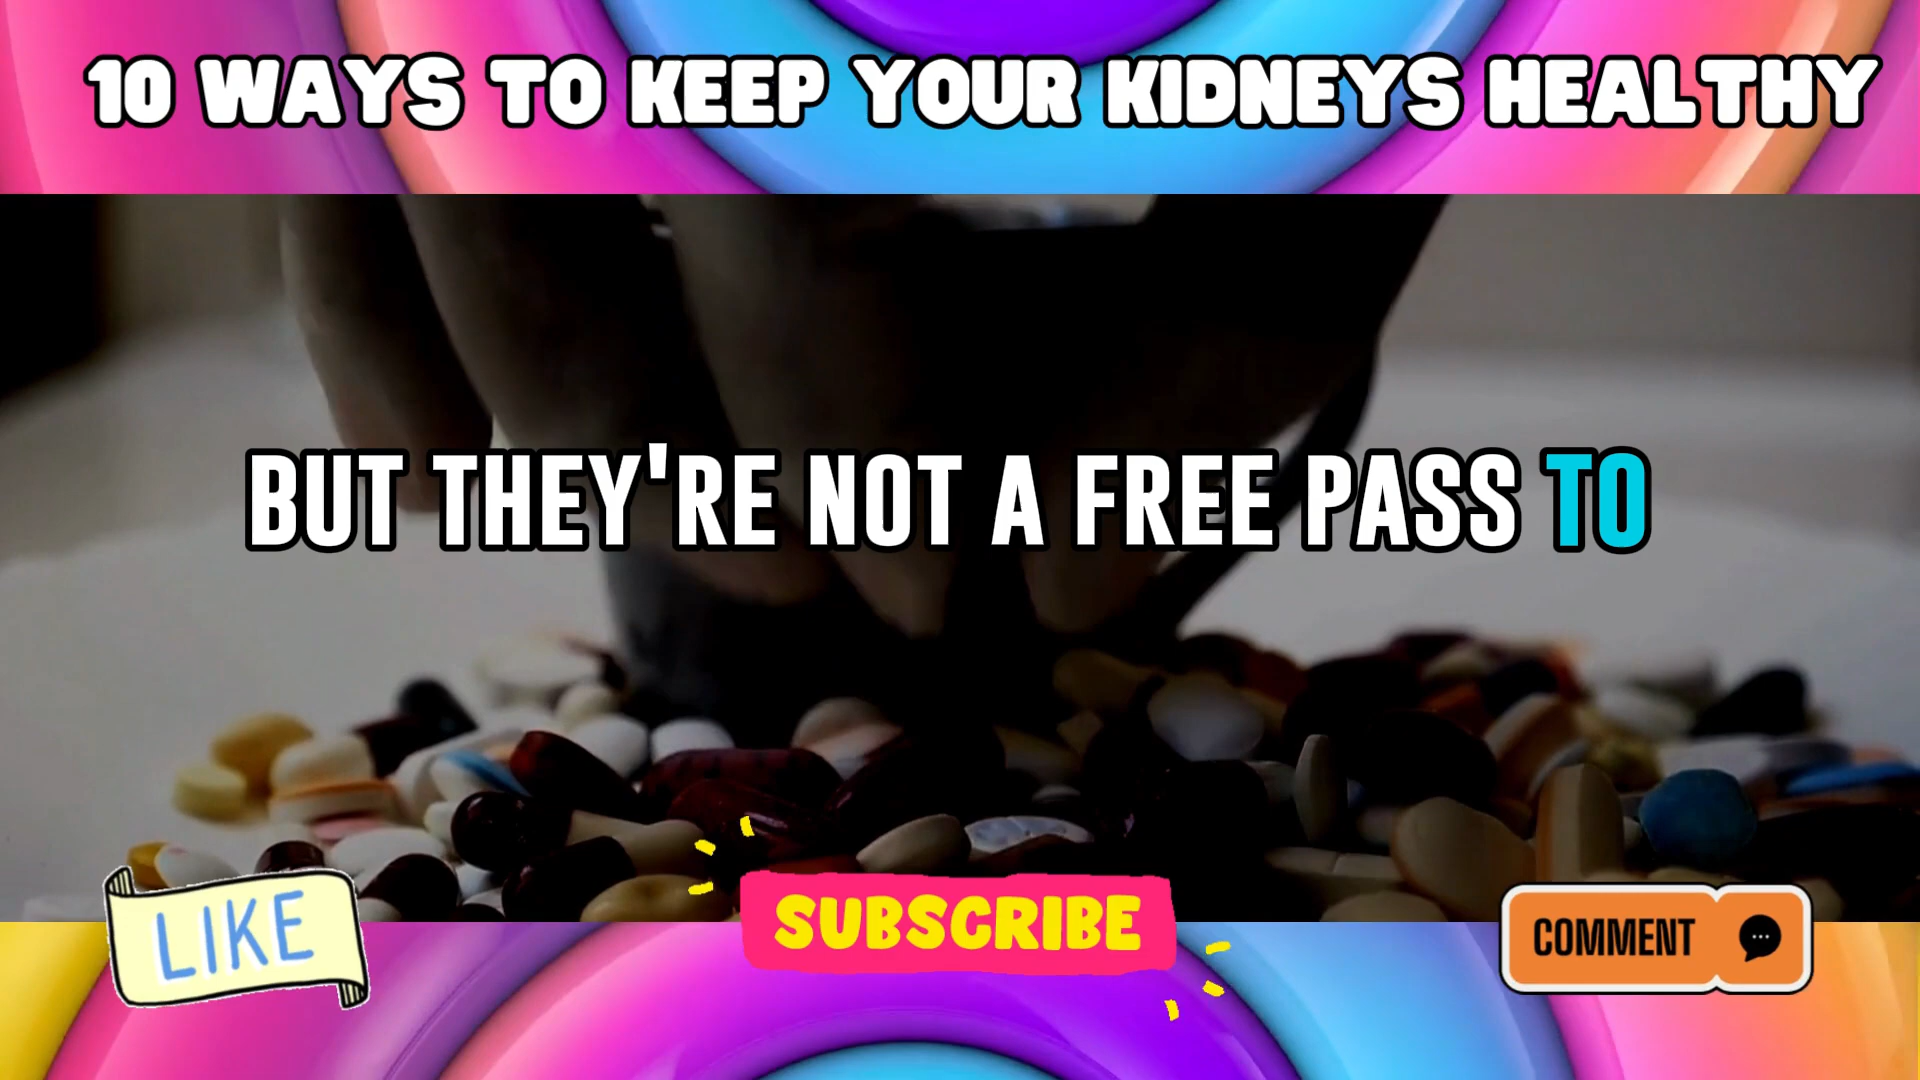 10 WAYS TO KEEP YOUR KIDNEYS HEALTHY
BUT THEY'RE NOT A FREE PASS TO
LIKE
SUBSCRIBE
COMMENT